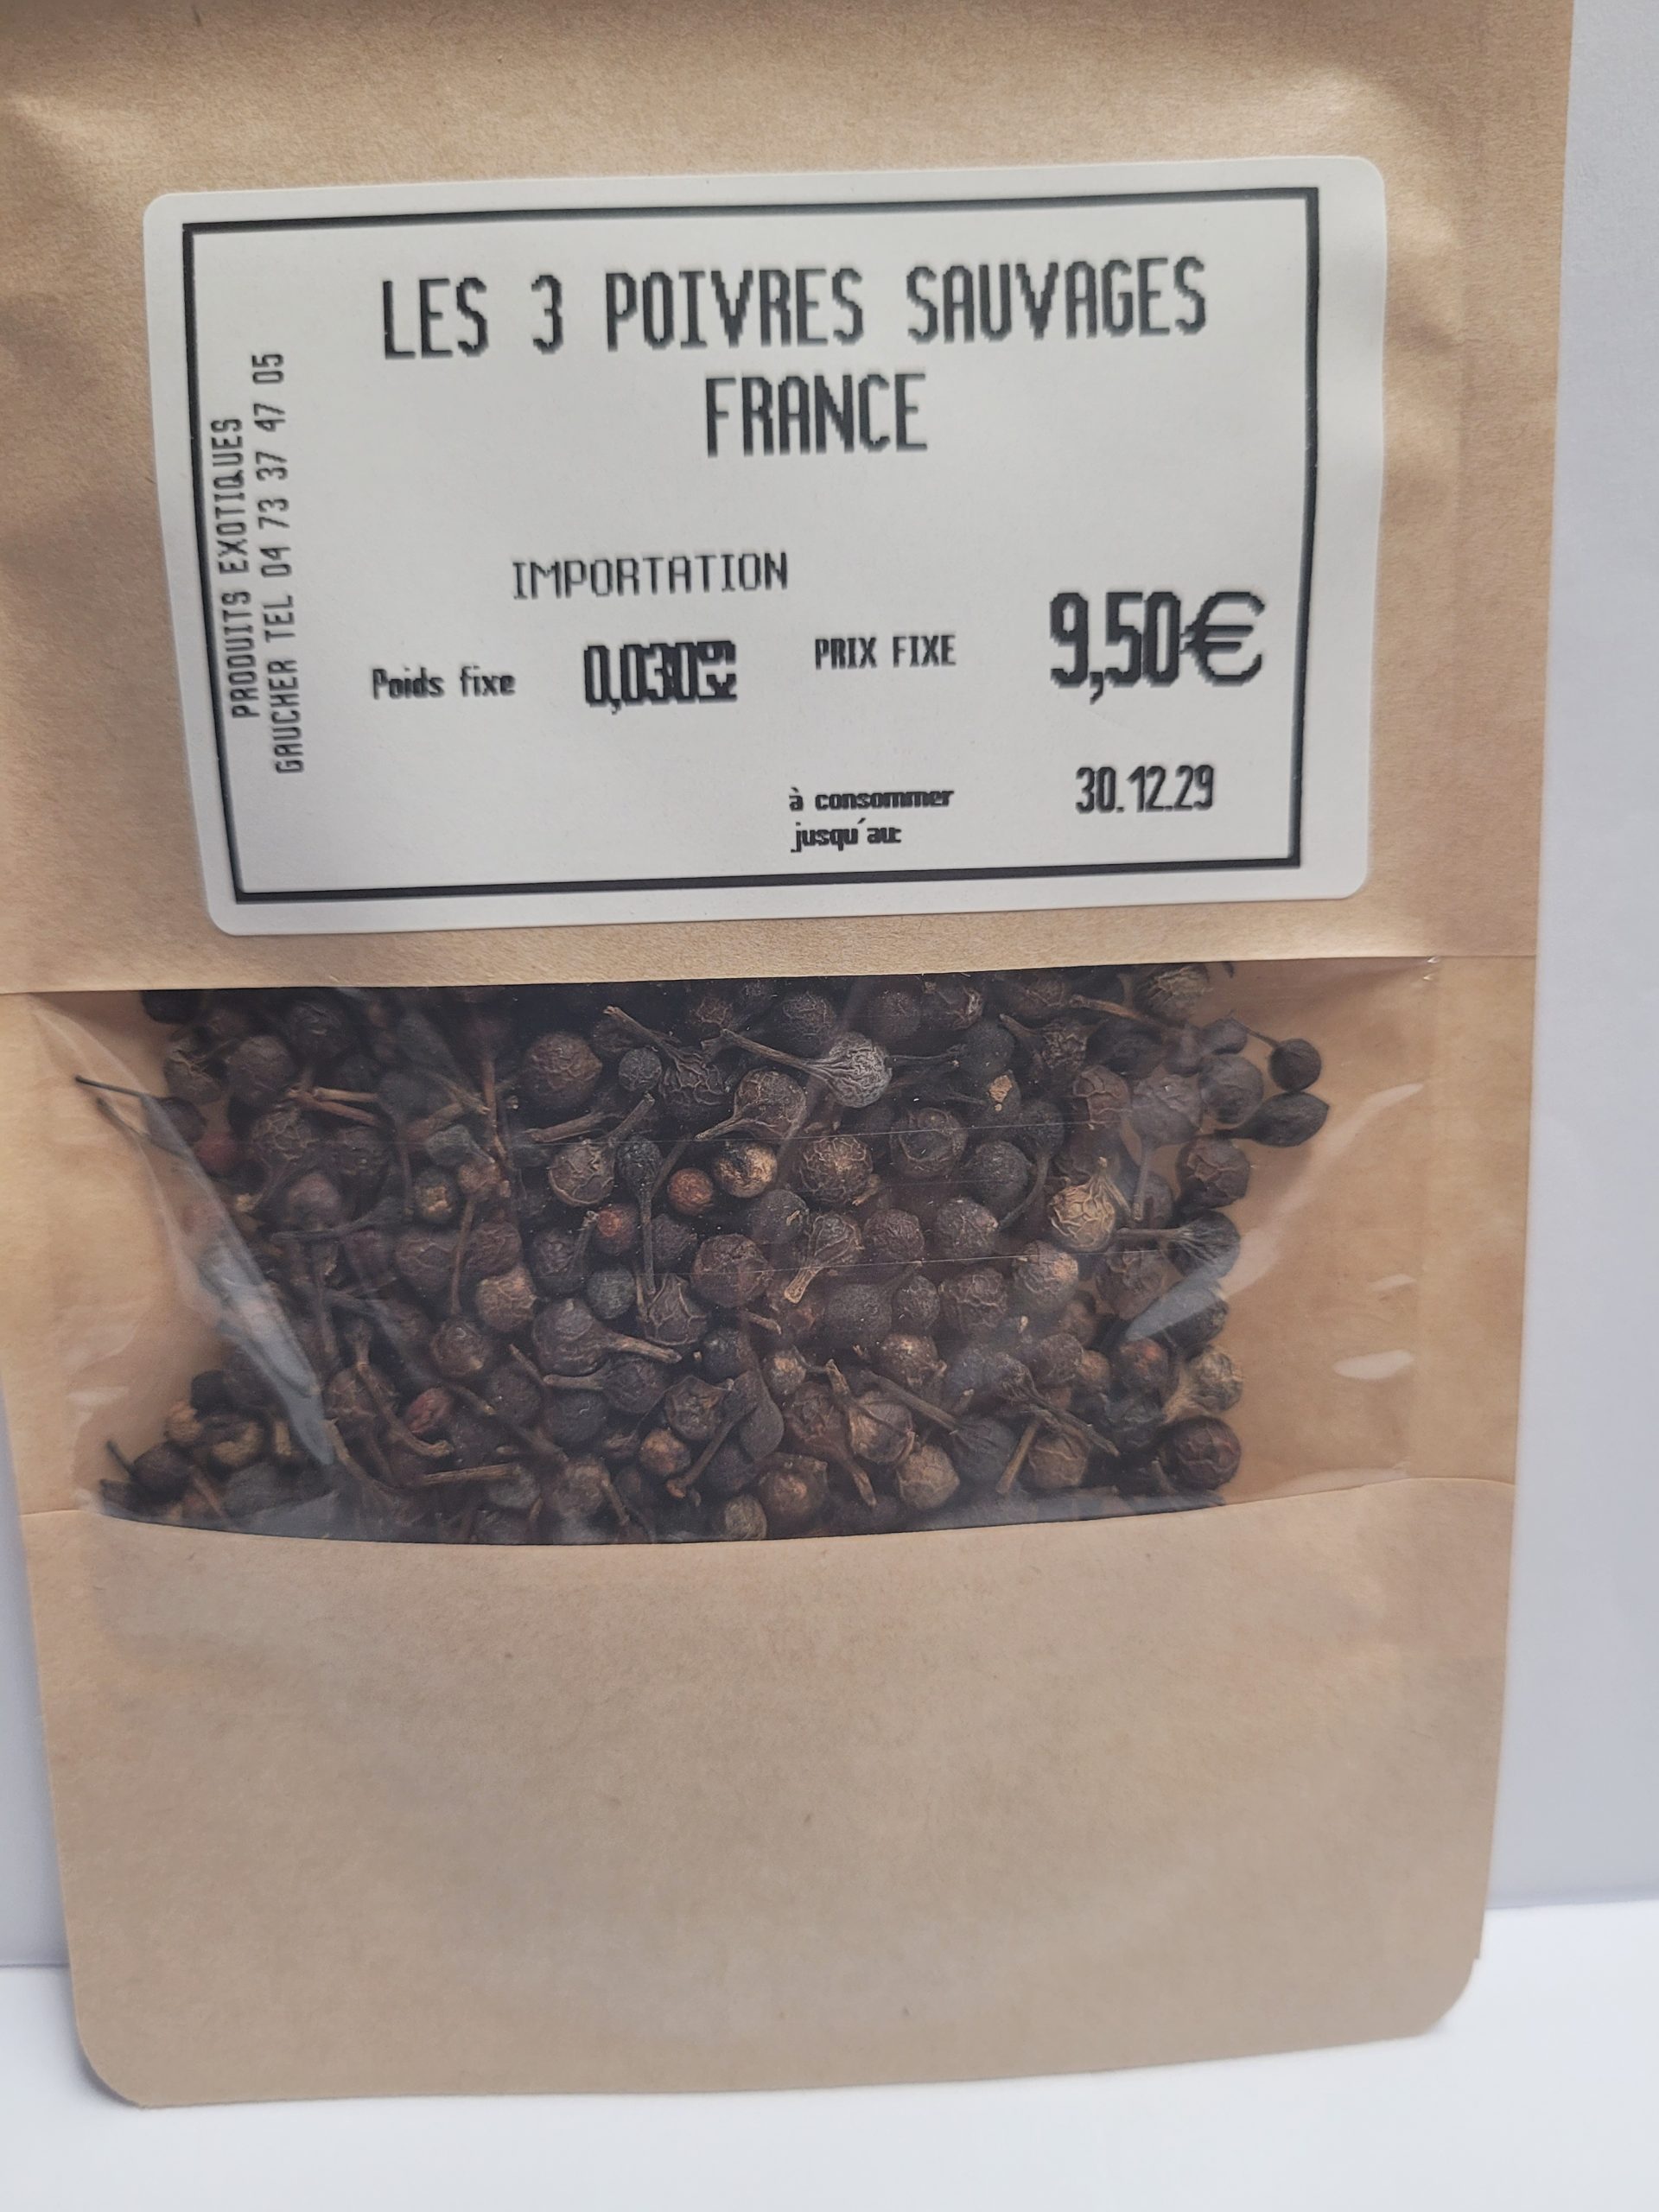 LES 3 POIVRES SAUVAGES
FRANCE
PRODUITS EXOTIQUES
GAUCHER TEL 04 73 37 47 05
IMPORTATION
Poids fixe 0,030 PRIX FIXE 9,50€
à consommer 30.12.29
jusqu'au: